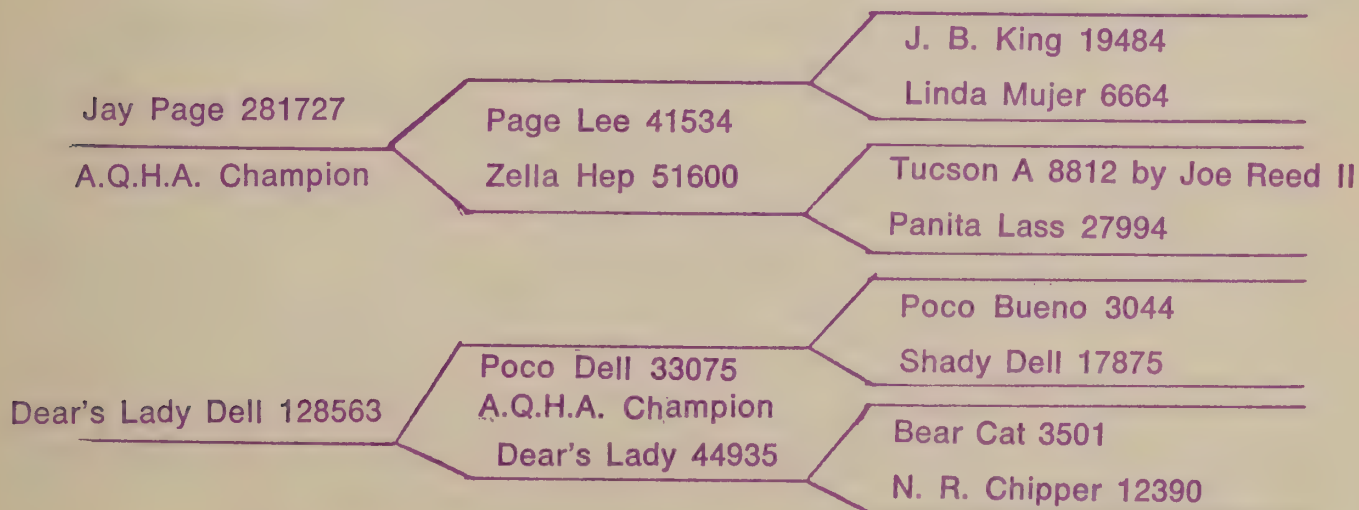 Jay Page 281727
A.Q.H.A. Champion
Page Lee 41534
Zella Hep 51600
J. B. King 19484
Linda Mujer 6664
Tucson A 8812 by Joe Reed II
Panita Lass 27994
Dear's Lady Dell 128563
Poco Dell 33075
A.Q.H.A. Champion
Dear's Lady 44935
Poco Bueno 3044
Shady Dell 17875
Bear Cat 3501
N. R. Chipper 12390